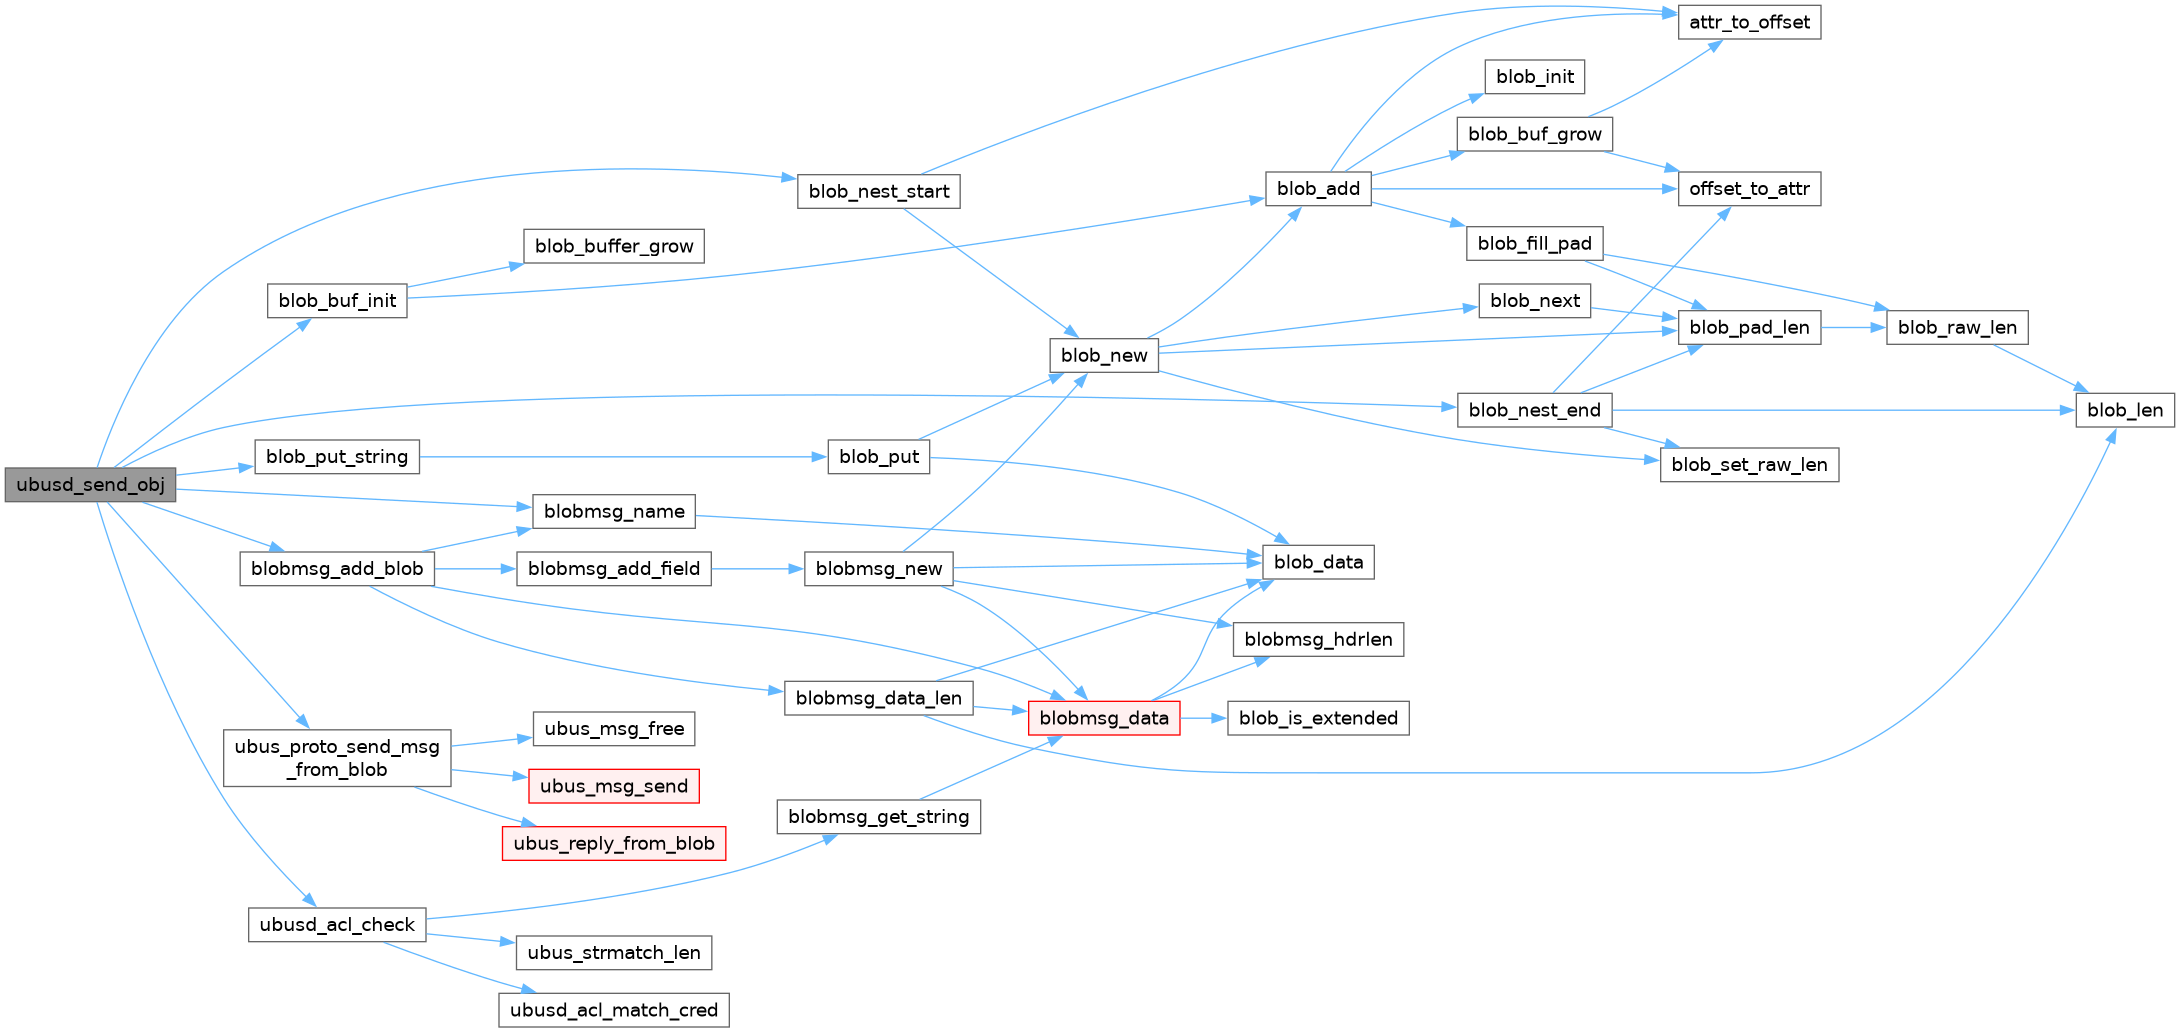 attr_to_offset
blob_init
blob_buf_grow
blob_nest_start
blob_add
offset_to_attr
blob_buffer_grow
blob_fill_pad
blob_buf_init
blob_next
blob_new
blob_pad_len
blob_raw_len
blob_nest_end
blob_len
blob_put_string
blob_put
blob_set_raw_len
ubusd_send_obj
blobmsg_name
blobmsg_add_blob
blobmsg_add_field
blobmsg_new
blob_data
blobmsg_hdrlen
blobmsg_data_len
blobmsg_data
blob_is_extended
ubus_msg_free
ubus_proto_send_msg
_from_blob
ubus_msg_send
blobmsg_get_string
ubus_reply_from_blob
ubusd_acl_check
ubus_strmatch_len
ubusd_acl_match_cred